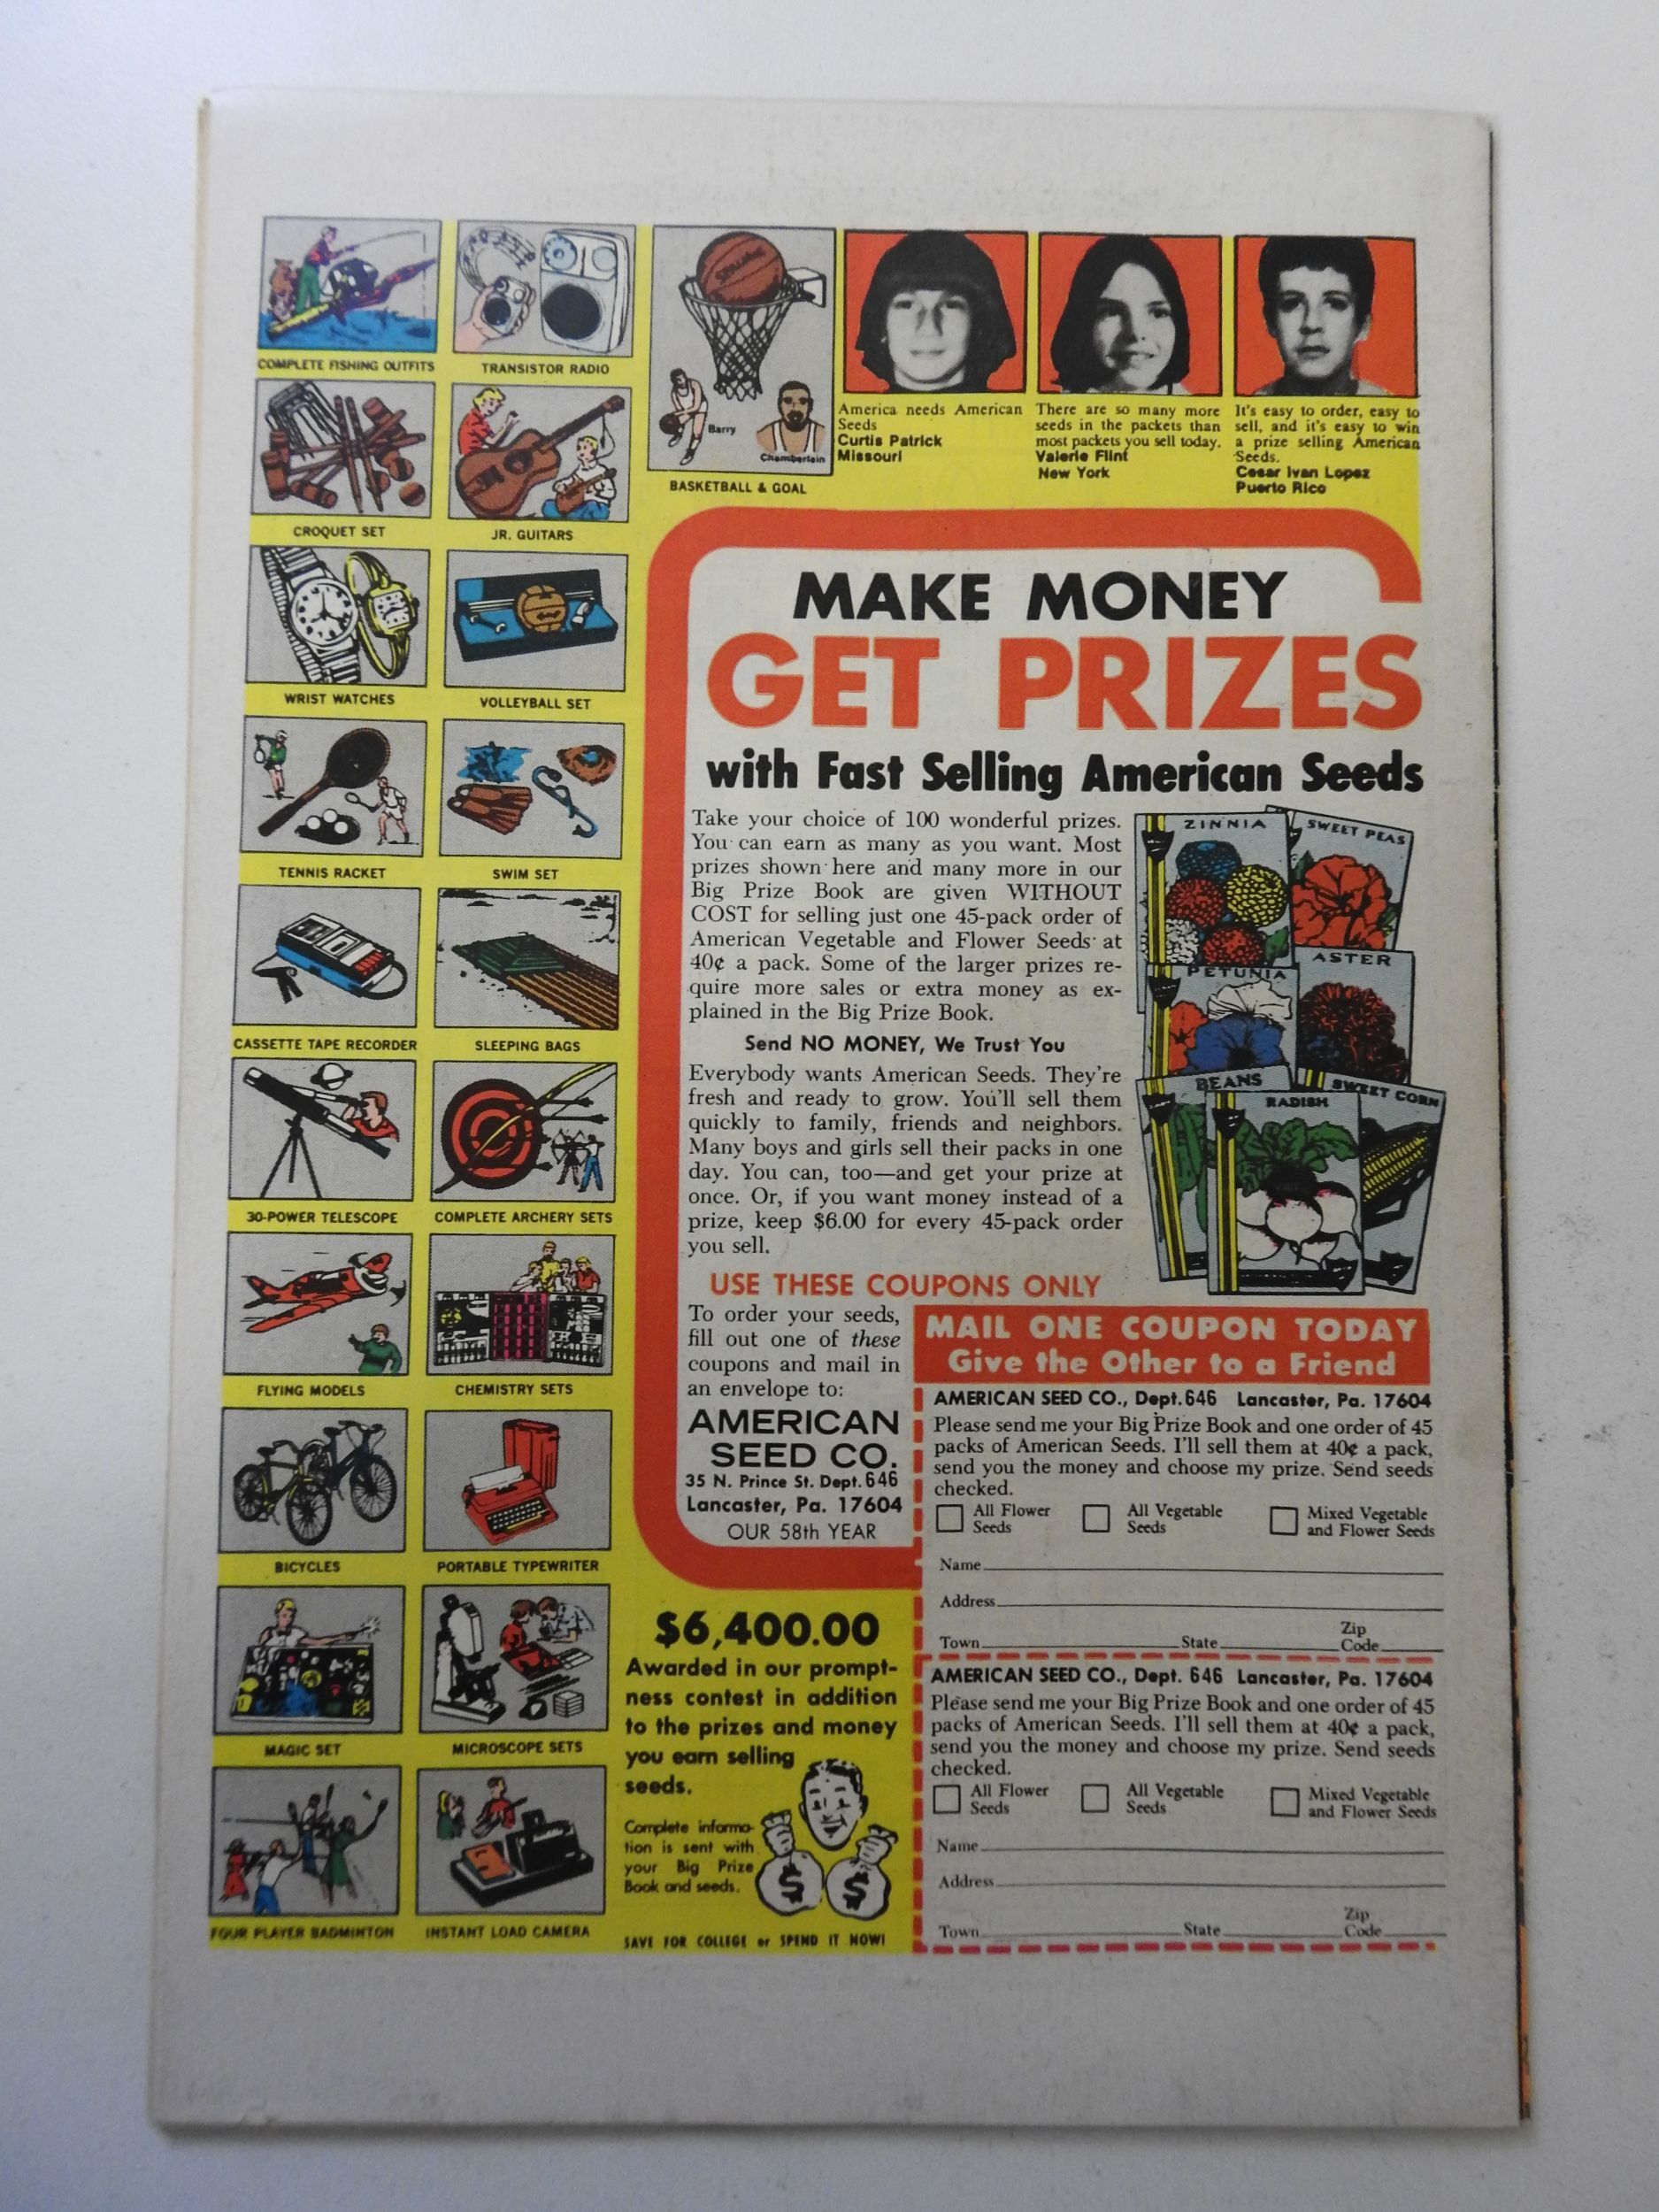 COMPLETE FISHING OUTFITS
TRANSISTOR RADIO
CROQUET SET
JR. GUITARS
WRIST WATCHES
VOLLEYBALL SET
TENNIS RACKET
SWIM SET
CASSETTE TAPE RECORDER
SLEEPING BAGS
30-POWER TELESCOPE
COMPLETE ARCHERY SETS
FLYING MODELS
CHEMISTRY SETS
BICYCLES
PORTABLE TYPEWRITER
MAGIC SET
MICROSCOPE SETS
FOUR PLAYER BADMINTON
INSTANT LOAD CAMERA
SPALDING
Barry
Chamberlain
BASKETBALL & GOAL
America needs American
Seeds
Curtis Patrick
Missouri
There are so many more
seeds in the packets than
most packets you sell today.
Valerie Flint
New York
It's easy to order, easy to
sell, and it's easy to win
a prize selling American
Seeds.
Cesar Ivan Lopez
Puerto Rico
MAKE MONEY
GET PRIZES
with Fast Selling American Seeds
Take your choice of 100 wonderful prizes.
You can earn as many as you want. Most
prizes shown here and many more in our
Big Prize Book are given WITHOUT
COST for selling just one 45-pack order of
American Vegetable and Flower Seeds at
40¢ a pack. Some of the larger prizes re-
quire more sales or extra money as ex-
plained in the Big Prize Book.
Send NO MONEY, We Trust You
Everybody wants American Seeds. They're
fresh and ready to grow. You'll sell them
quickly to family, friends and neighbors.
Many boys and girls sell their packs in one
day. You can, too—and get your prize at
once. Or, if you want money instead of a
prize, keep $6.00 for every 45-pack order
you sell.
ZINNIA
SWEET PEAS
PETUNIA
ASTER
BEANS
RADISH
SWEET CORN
USE THESE COUPONS ONLY
To order your seeds,
fill out one of these
coupons and mail in
an envelope to:
AMERICAN
SEED CO.
35 N. Prince St. Dept. 646
Lancaster, Pa. 17604
OUR 58th YEAR
MAIL ONE COUPON TODAY
Give the Other to a Friend
AMERICAN SEED CO., Dept. 646 Lancaster, Pa. 17604
Please send me your Big Prize Book and one order of 45
packs of American Seeds. I'll sell them at 40¢ a pack,
send you the money and choose my prize. Send seeds
checked.
All Flower
Seeds
All Vegetable
Seeds
Mixed Vegetable
and Flower Seeds
Name
Address
Town State Zip
Code
AMERICAN SEED CO., Dept. 646 Lancaster, Pa. 17604
Please send me your Big Prize Book and one order of 45
packs of American Seeds. I'll sell them at 40¢ a pack,
send you the money and choose my prize. Send seeds
checked.
All Flower
Seeds
All Vegetable
Seeds
Mixed Vegetable
and Flower Seeds
Name
Address
Town State Zip
Code
$6,400.00
Awarded in our prompt-
ness contest in addition
to the prizes and money
you earn selling
seeds.
Complete informa-
tion is sent with
your Big Prize
Book and seeds.
$ $
SAVE FOR COLLEGE or SPEND IT NOW!